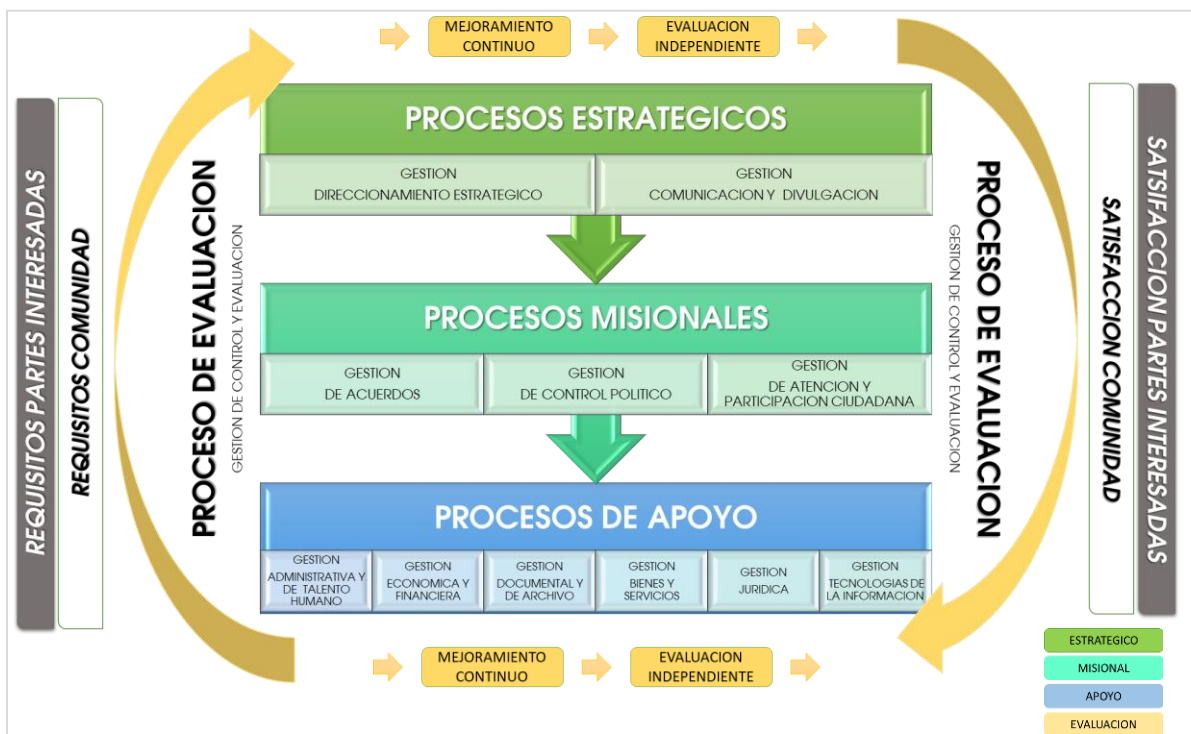 MEJORAMIENTO
CONTINUO
EVALUACION
INDEPENDIENTE
REQUISITOS PARTES INTERESADAS
REQUISITOS COMUNIDAD
PROCESO DE EVALUACION
GESTION DE CONTROL Y EVALUACION
PROCESOS ESTRATEGICOS
GESTION
DIRECCIONAMIENTO ESTRATEGICO
GESTION
COMUNICACION Y DIVULGACION
PROCESOS MISIONALES
GESTION
DE ACUERDOS
GESTION
DE CONTROL POLITICO
GESTION
DE ATENCION Y
PARTICIPACION CIUDADANA
PROCESOS DE APOYO
GESTION
ADMINISTRATIVA Y
DE TALENTO
HUMANO
GESTION
ECONOMICA Y
FINANCIERA
GESTION
DOCUMENTAL Y
DE ARCHIVO
GESTION
BIENES Y
SERVICIOS
GESTION
JURIDICA
GESTION
TECNOLOGIAS DE
LA INFORMACION
GESTION DE CONTROL Y EVALUACION
PROCESO DE EVALUACION
SATISFACCION COMUNIDAD
SATSIFACCION PARTES INTERESADAS
MEJORAMIENTO
CONTINUO
EVALUACION
INDEPENDIENTE
ESTRATEGICO
MISIONAL
APOYO
EVALUACION